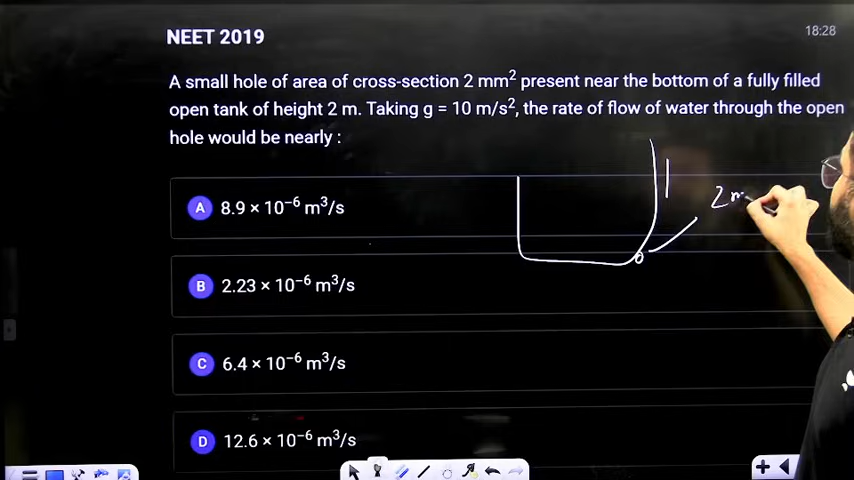 NEET 2019
18:28
A small hole of area of cross-section 2 mm² present near the bottom of a fully filled
open tank of height 2 m. Taking g = 10 m/s², the rate of flow of water through the open
hole would be nearly :
A 8.9 × 10⁻⁶ m³/s
2m
B 2.23 × 10⁻⁶ m³/s
C 6.4 × 10⁻⁶ m³/s
D 12.6 × 10⁻⁶ m³/s